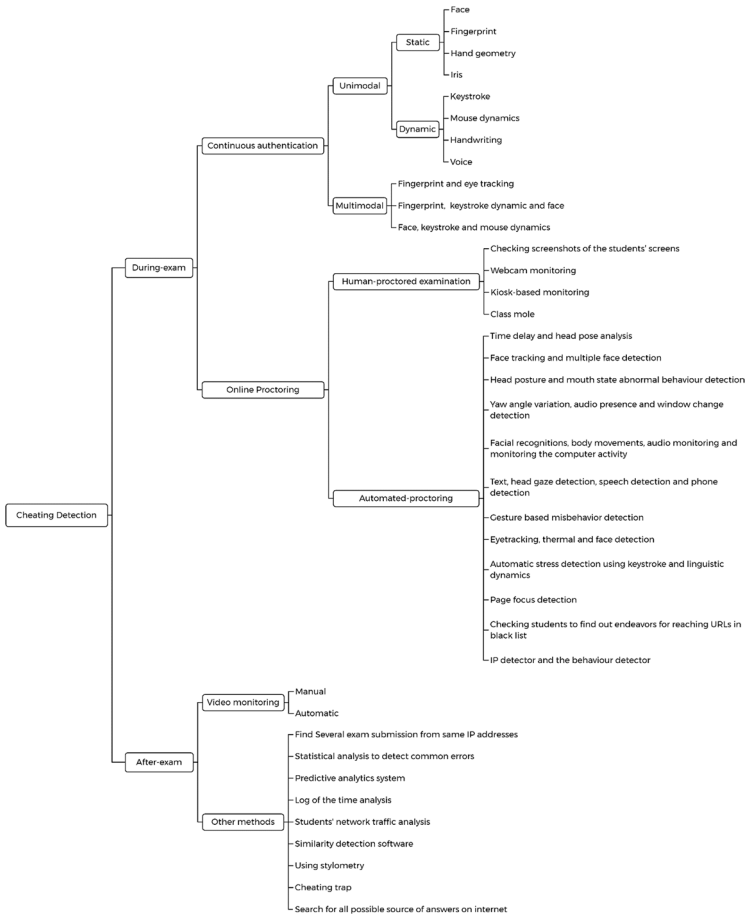 Face
Fingerprint
Static
Hand geometry
Iris
Unimodal
Keystroke
Mouse dynamics
Dynamic
Handwriting
Voice
Continuous authentication
Fingerprint and eye tracking
Multimodal
Fingerprint, keystroke dynamic and face
Face, keystroke and mouse dynamics
During-exam
Checking screenshots of the students' screens
Webcam monitoring
Human-proctored examination
Kiosk-based monitoring
Class mole
Online Proctoring
Time delay and head pose analysis
Face tracking and multiple face detection
Head posture and mouth state abnormal behaviour detection
Yaw angle variation, audio presence and window change
detection
Facial recognitions, body movements, audio monitoring and
monitoring the computer activity
Text, head gaze detection, speech detection and phone
detection
Automated-proctoring
Gesture based misbehavior detection
Eyetracking, thermal and face detection
Automatic stress detection using keystroke and linguistic
dynamics
Page focus detection
Checking students to find out endeavors for reaching URLs in
black list
IP detector and the behaviour detector
Cheating Detection
Manual
Video monitoring
Automatic
After-exam
Find Several exam submission from same IP addresses
Statistical analysis to detect common errors
Predictive analytics system
Log of the time analysis
Other methods
Students' network traffic analysis
Similarity detection software
Using stylometry
Cheating trap
Search for all possible source of answers on internet